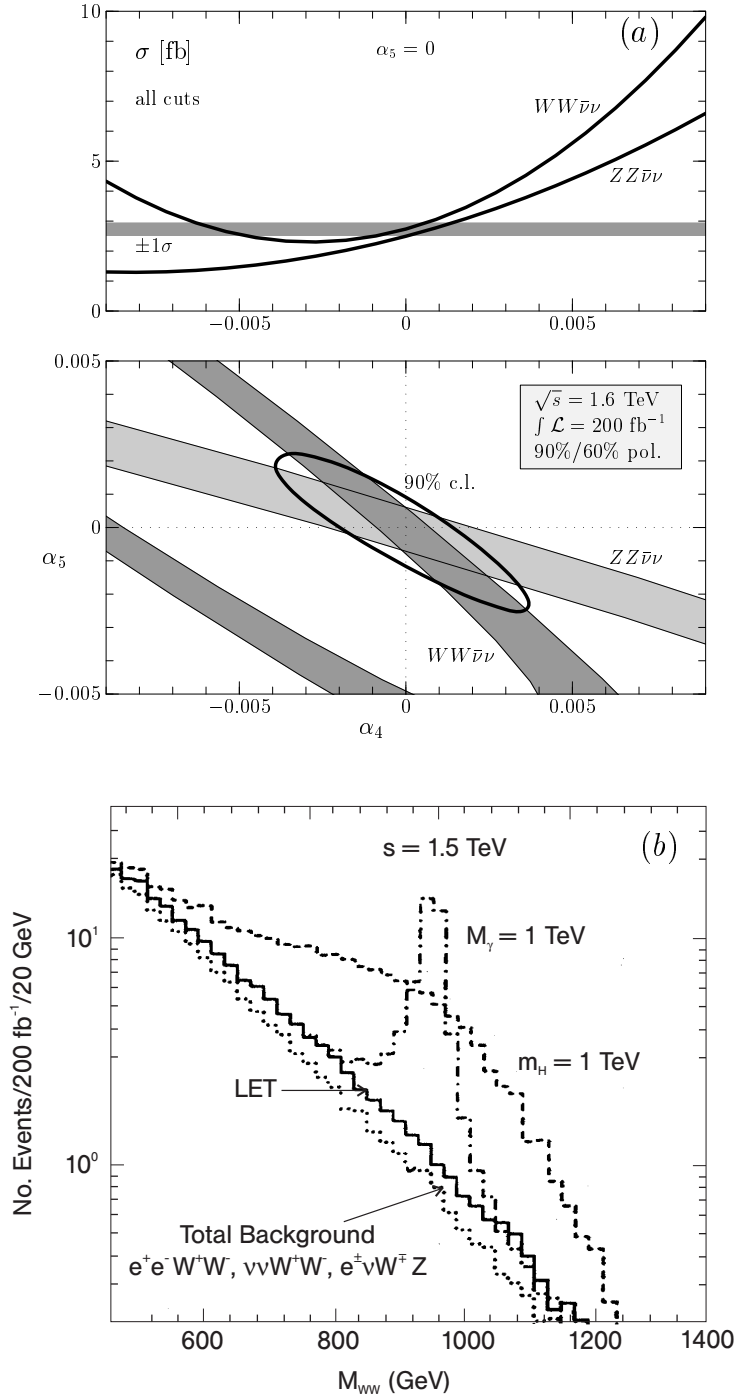 10
5
0
σ [fb]
all cuts
α₅ = 0
(a)
WWν̄ν
ZZν̄ν
±1σ
−0.005
0
0.005
0.005
0
−0.005
α₅
√s = 1.6 TeV
∫ ℒ = 200 fb⁻¹
90%/60% pol.
90% c.l.
ZZν̄ν
WWν̄ν
−0.005
0
0.005
α₄
s = 1.5 TeV
(b)
No. Events/200 fb⁻¹/20 GeV
10¹
10⁰
Mᵧ = 1 TeV
m_H = 1 TeV
LET
Total Background
e⁺e⁻W⁺W⁻, ννW⁺W⁻, e^±νW^∓Z
600
800
1000
1200
1400
M_WW (GeV)